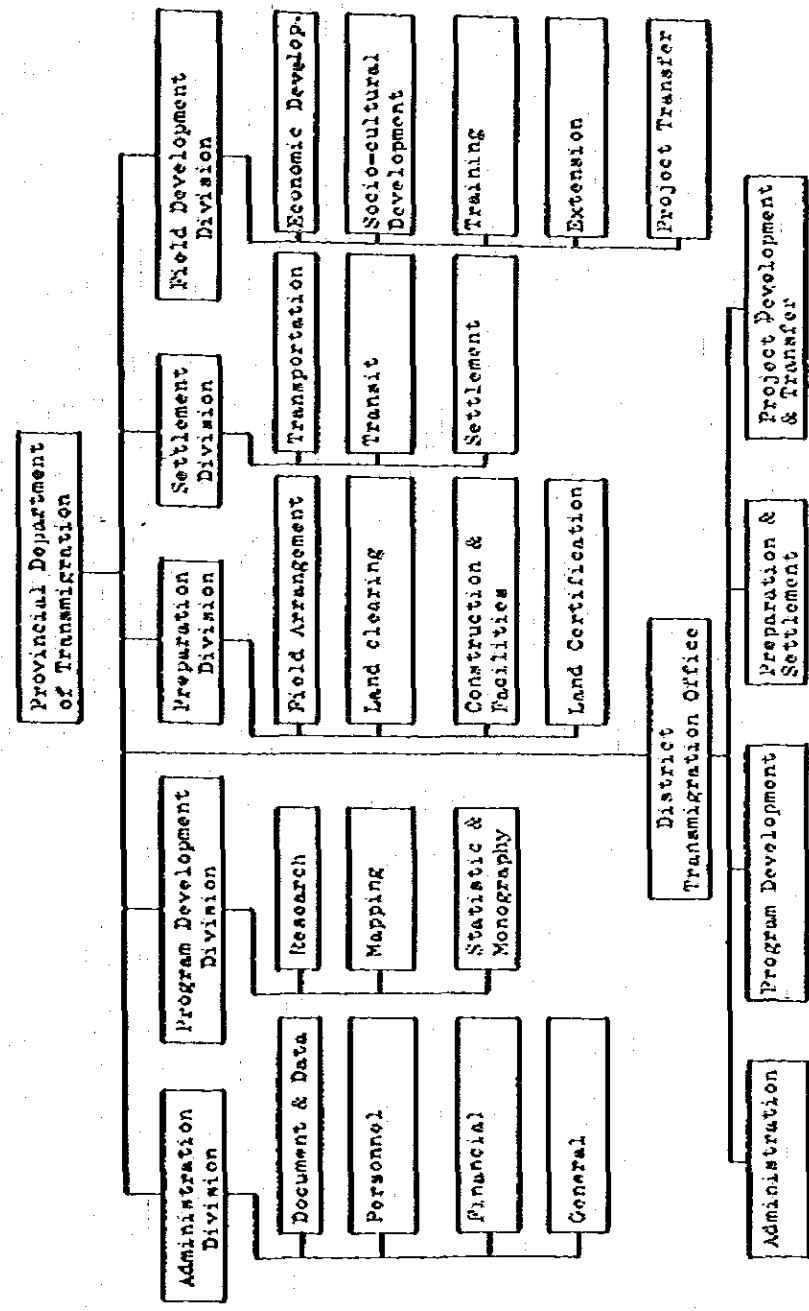 Provincial Department
of Transmigration
Administration
Division
Program Development
Division
Preparation
Division
Settlement
Division
Field Development
Division
Document & Data
Personnel
Financial
General
Research
Mapping
Statistic &
Monography
Field Arrangement
Land clearing
Construction &
Facilities
Land Certification
Transportation
Transit
Settlement
Economic Develop.
Socio-cultural
Development
Training
Extension
Project Transfer
District
Transmigration Office
Administration
Program Development
Preparation &
Settlement
Project Development
& Transfer